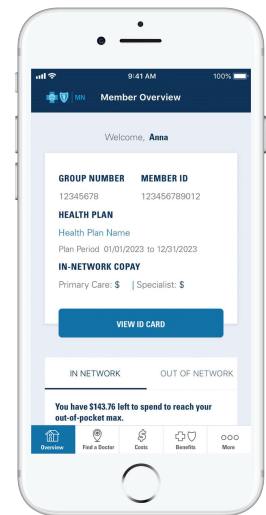 9:41 AM
100%
MN Member Overview
Welcome, Anna
GROUP NUMBER MEMBER ID
12345678 123456789012
HEALTH PLAN
Health Plan Name
Plan Period 01/01/2023 to 12/31/2023
IN-NETWORK COPAY
Primary Care: $ | Specialist: $
VIEW ID CARD
IN NETWORK OUT OF NETWORK
You have $143.76 left to spend to reach your
out-of-pocket max.
Overview Find a Doctor Costs Benefits More